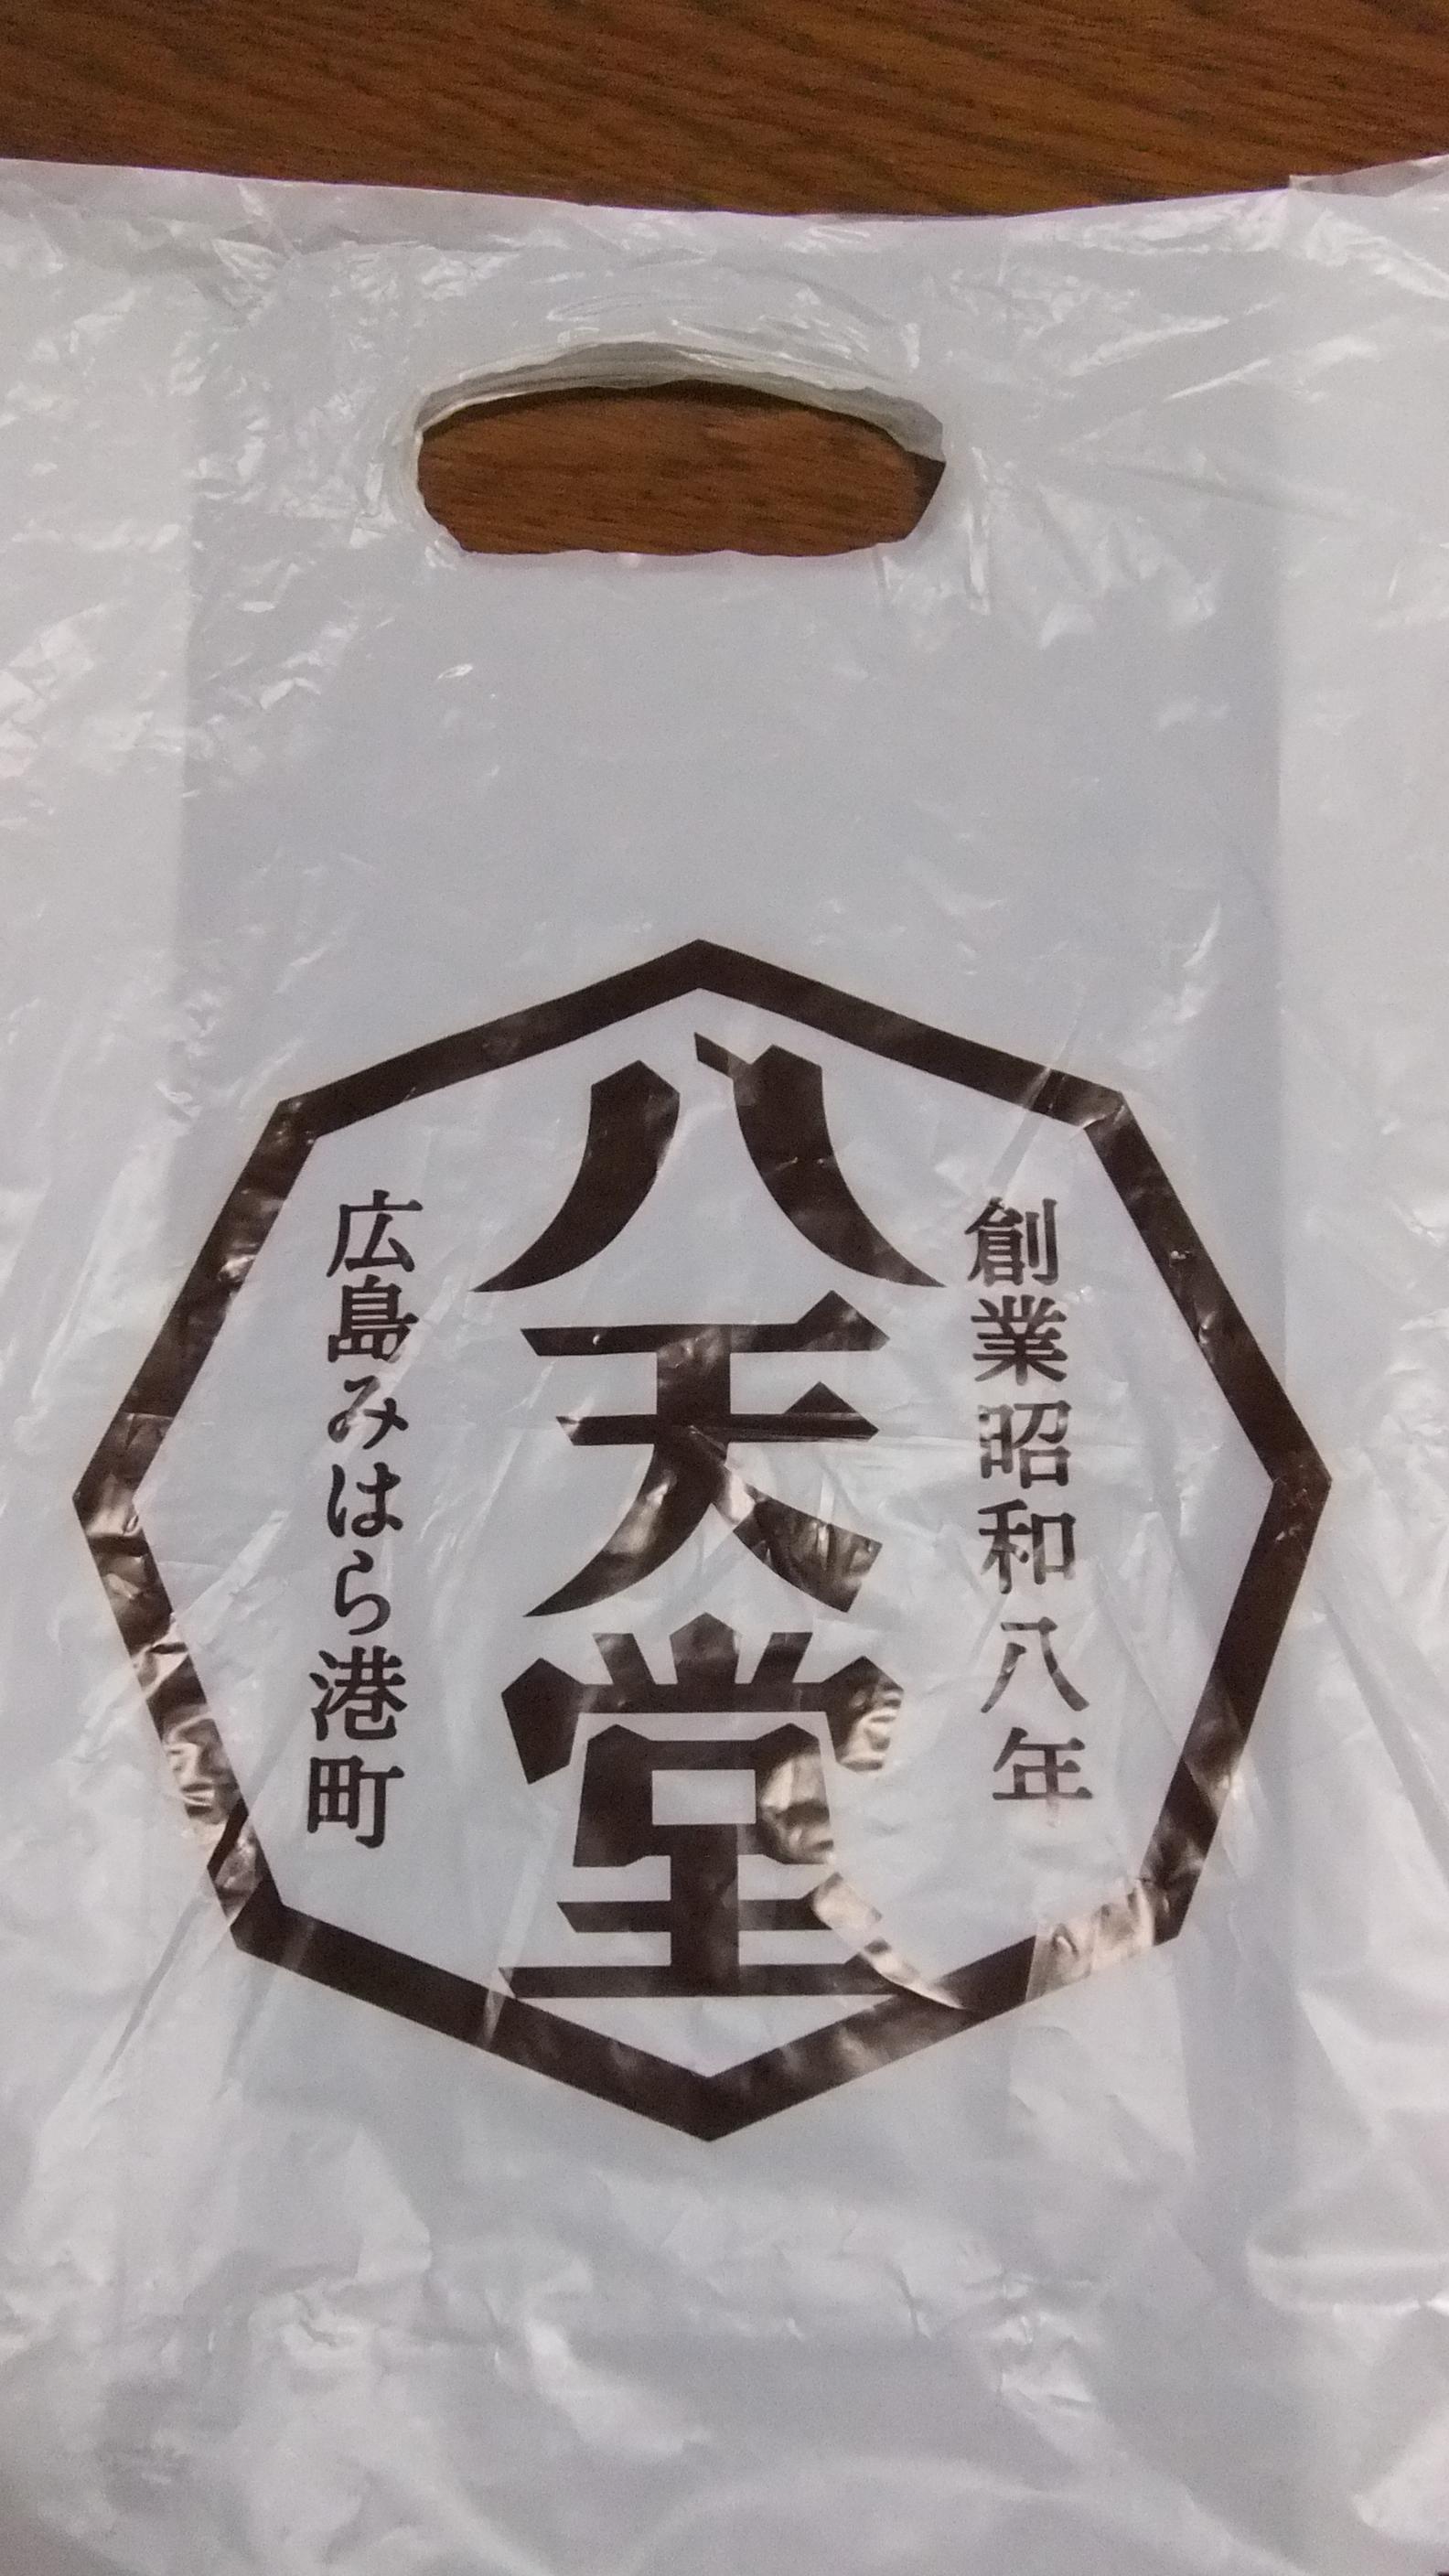 創業昭和八年
八天堂
広島みはら港町